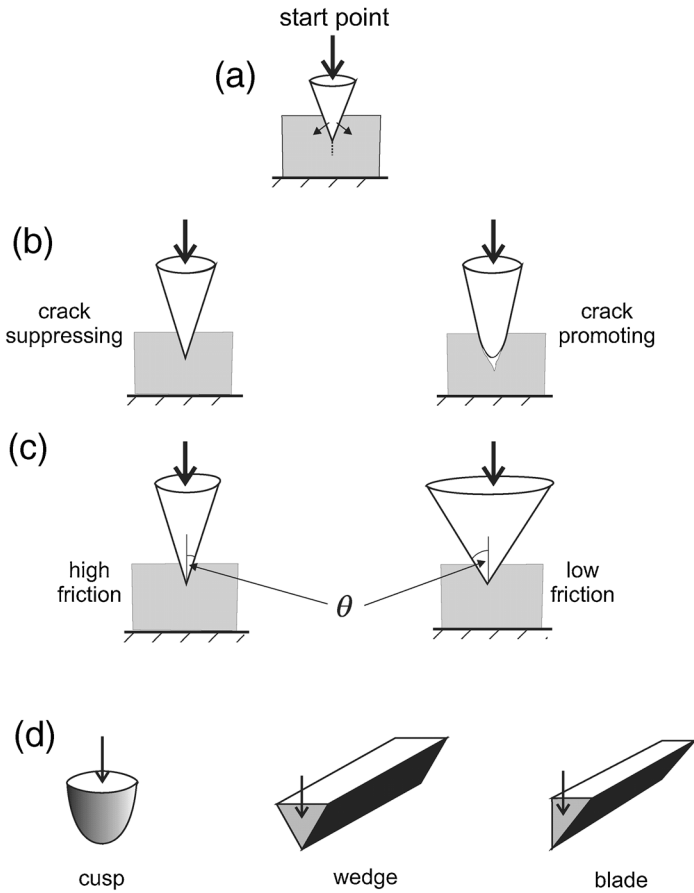 start point
(a)
(b)
crack
suppressing
crack
promoting
(c)
high
friction
θ
low
friction
(d)
cusp
wedge
blade